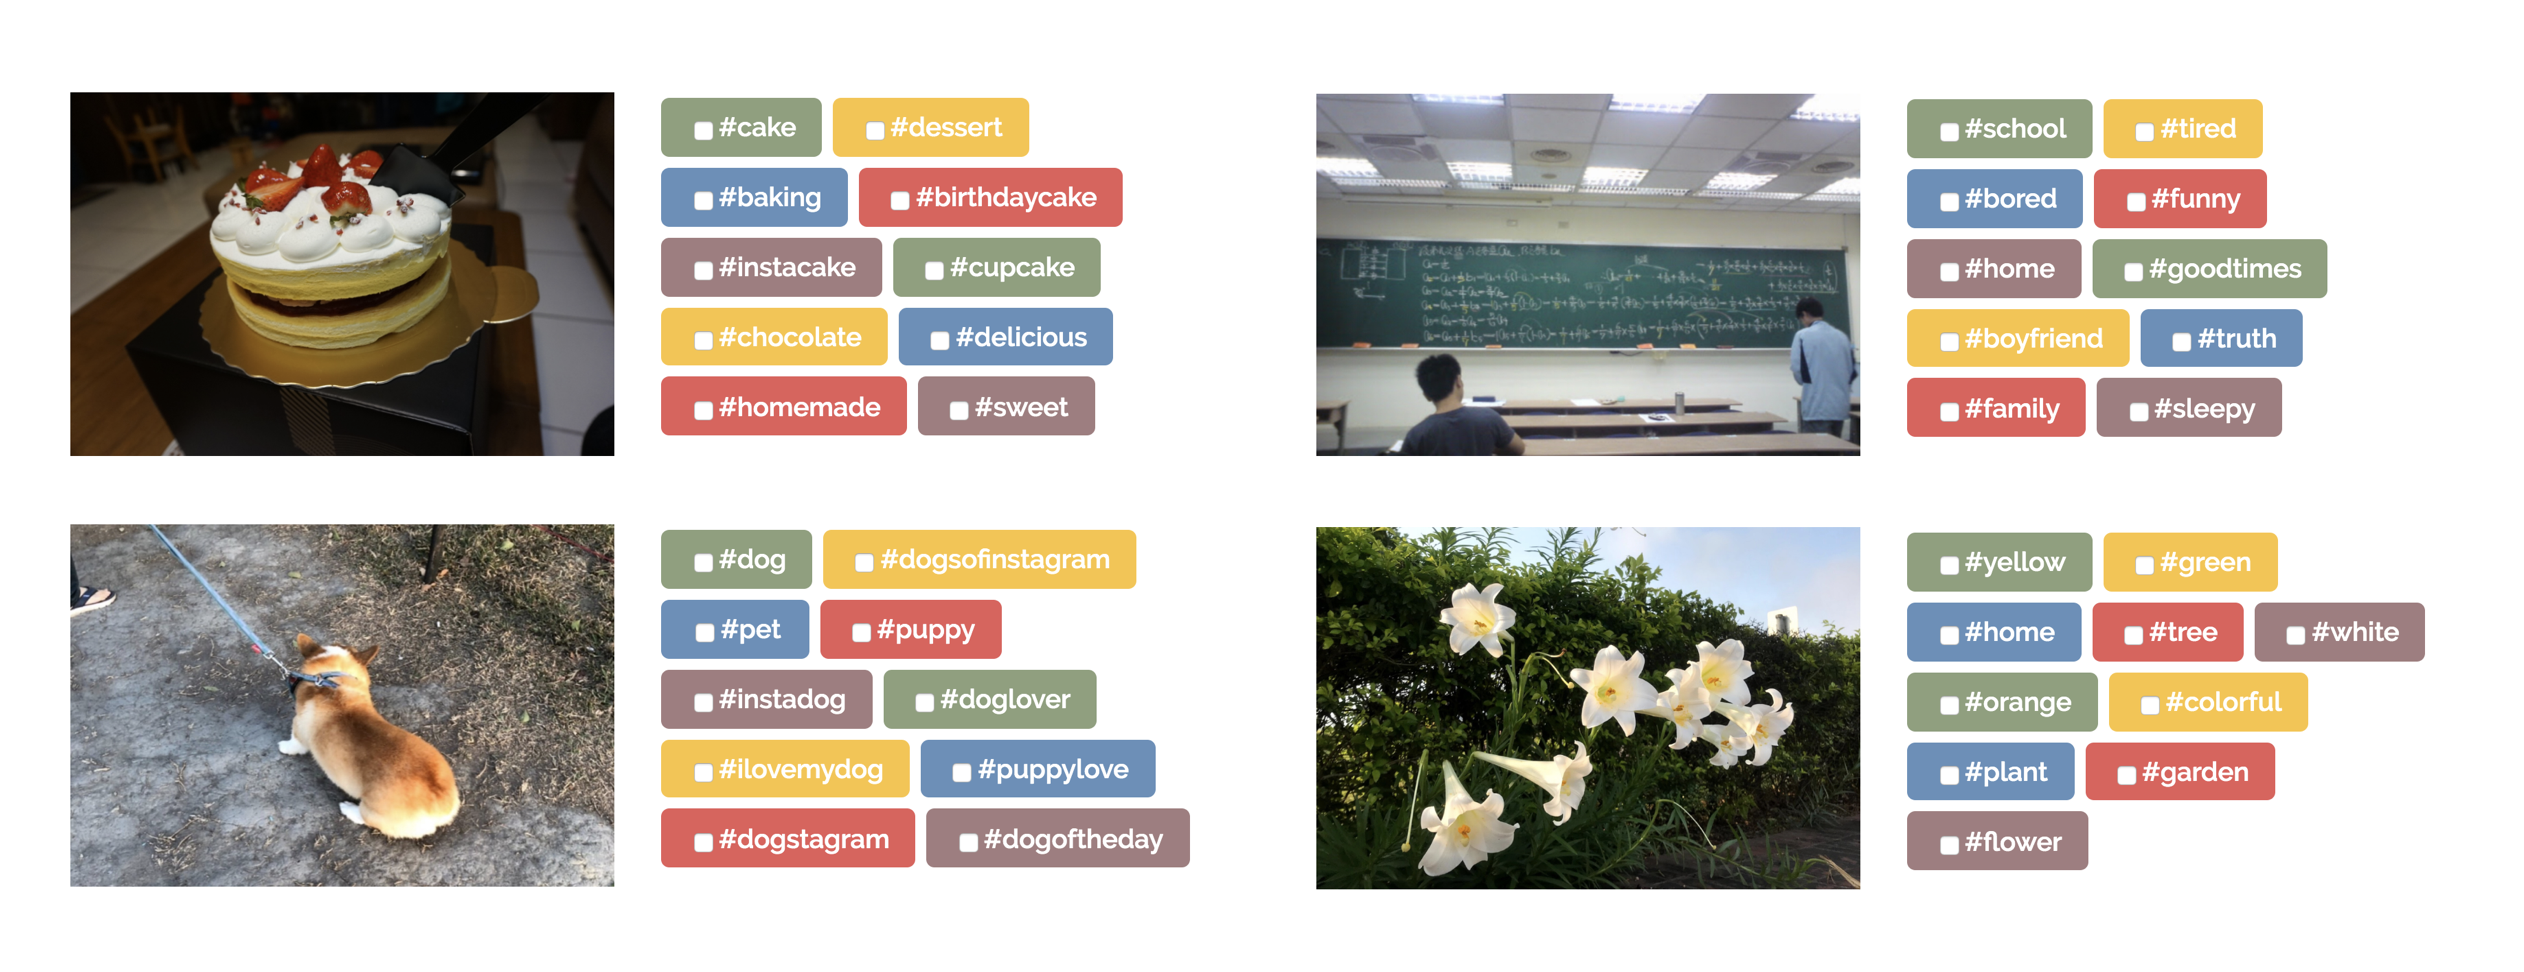 #cake #dessert
#baking #birthdaycake
#instacake #cupcake
#chocolate #delicious
#homemade #sweet
#school #tired
#bored #funny
#home #goodtimes
#boyfriend #truth
#family #sleepy
#dog #dogsofinstagram
#pet #puppy
#instadog #doglover
#ilovemydog #puppylove
#dogstagram #dogoftheday
#yellow #green
#home #tree #white
#orange #colorful
#plant #garden
#flower